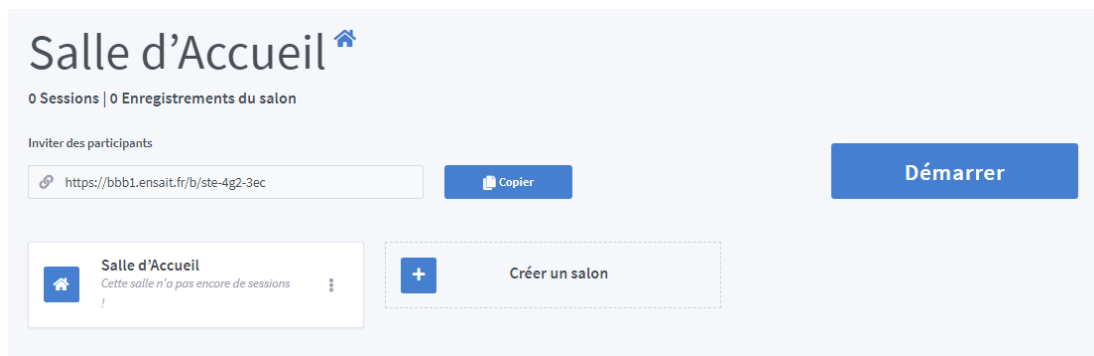 Salle d’Accueil
0 Sessions | 0 Enregistrements du salon
Inviter des participants
https://bbb1.ensait.fr/b/ste-4g2-3ec
Copier
Démarrer
Salle d’Accueil
Cette salle n'a pas encore de sessions
!
Créer un salon